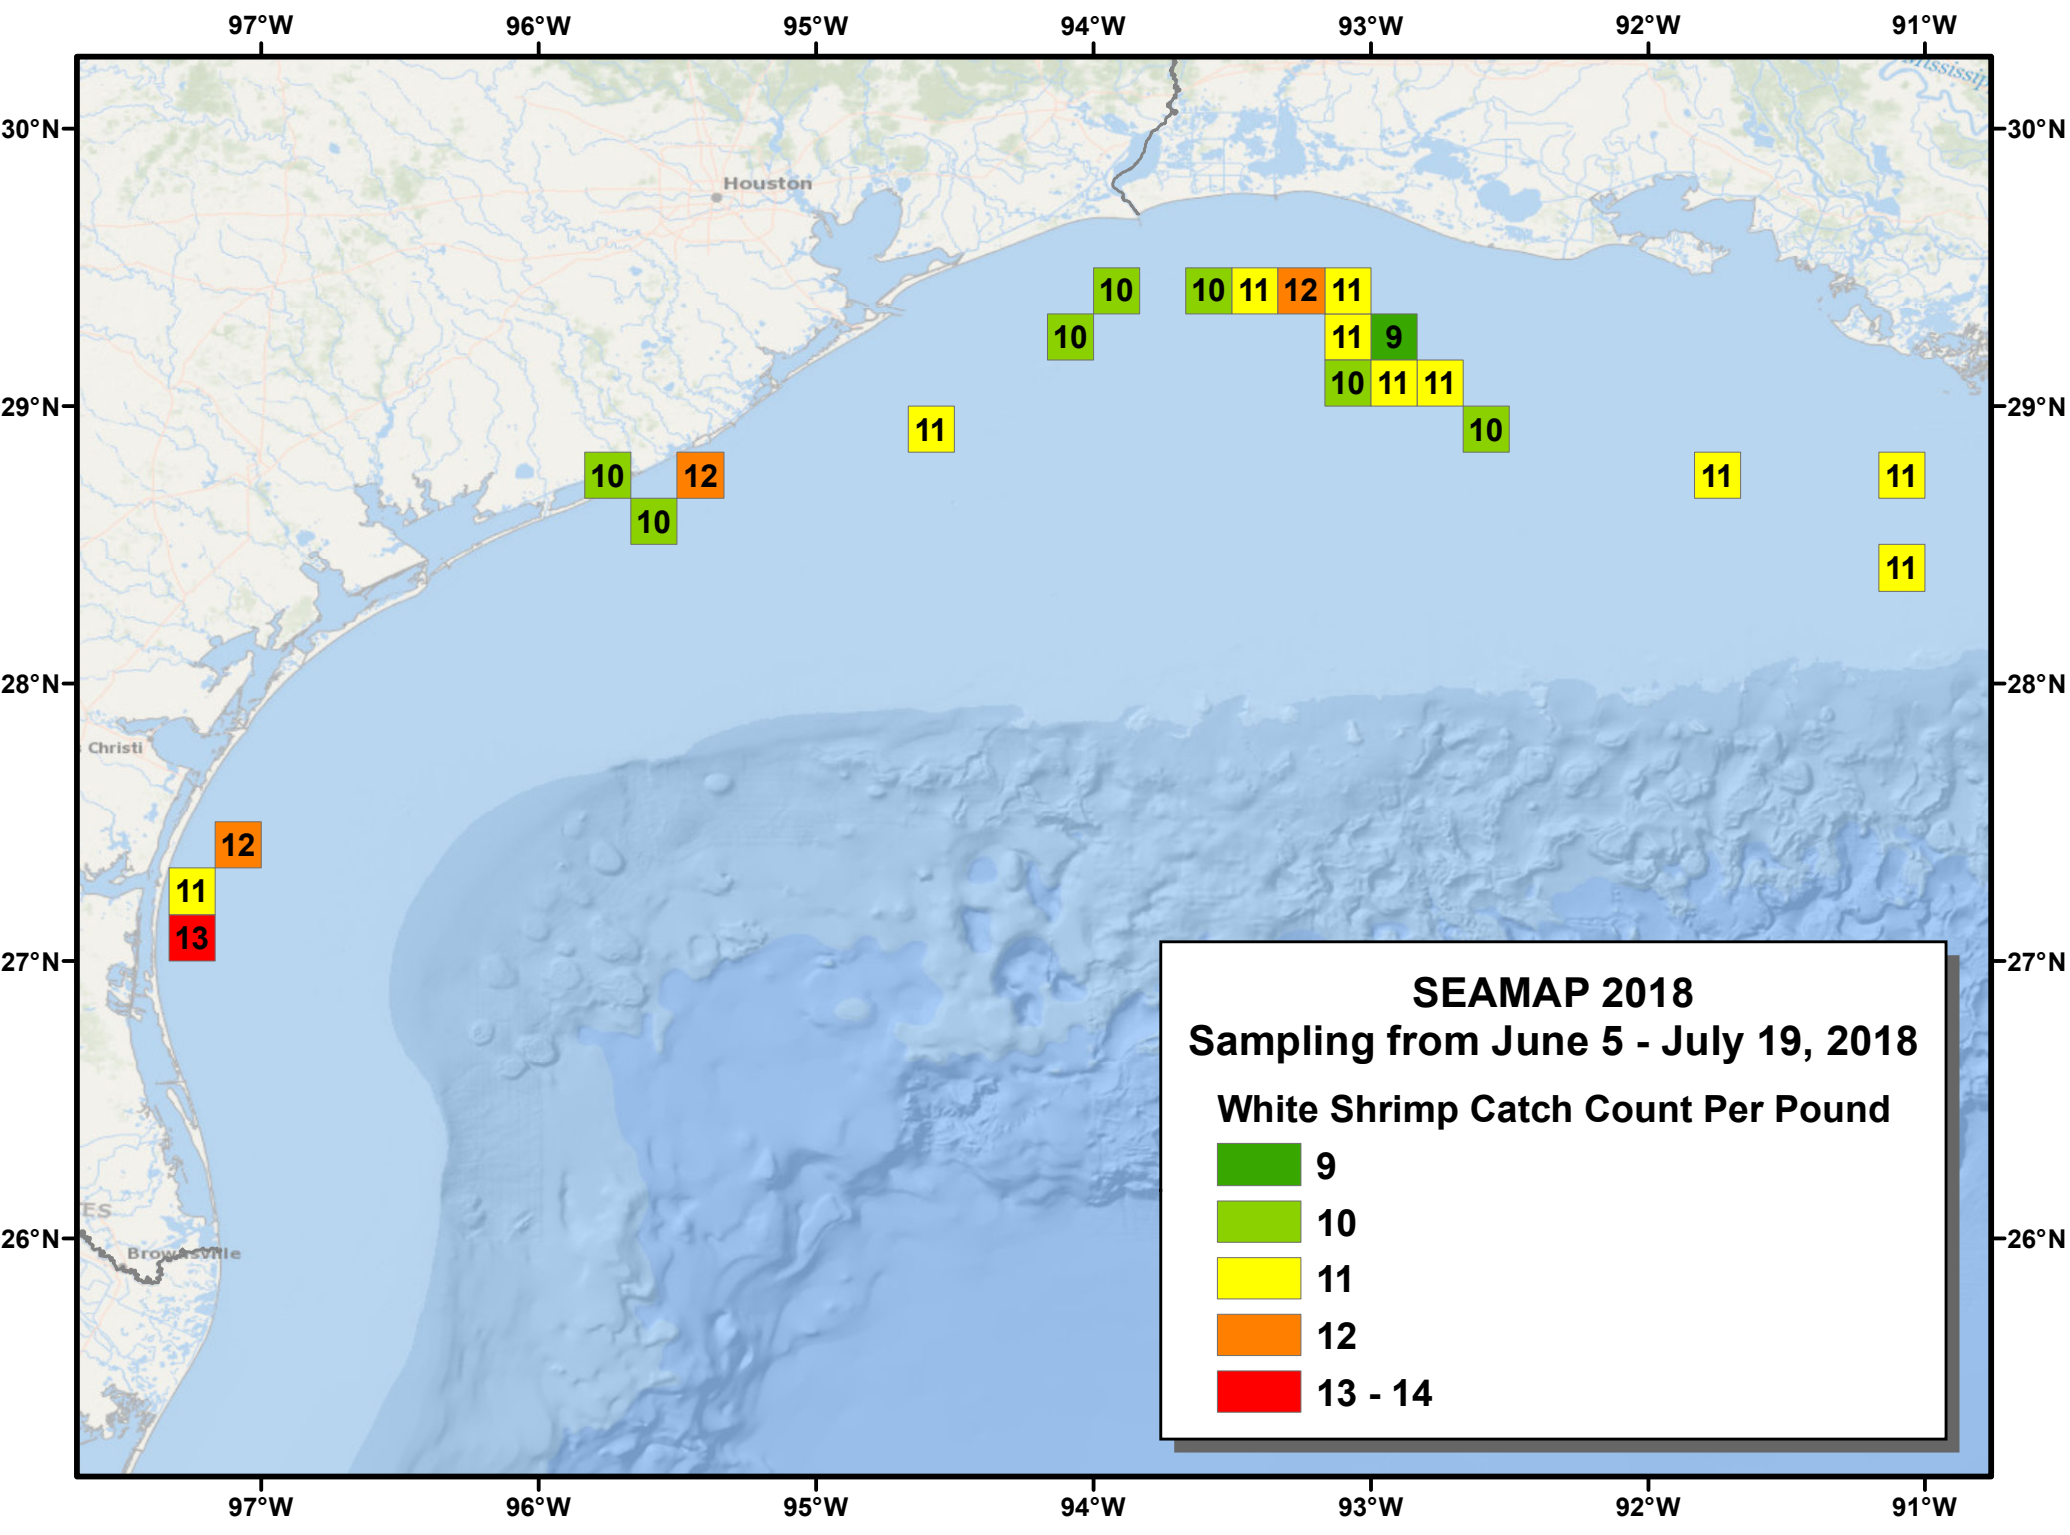 97°W 96°W 95°W 94°W 93°W 92°W 91°W
Mississip
30°N 30°N
Houston
10 10 11 12 11
10 11 9
10 11 11
29°N 29°N
11 10
10 12 11 11
10
11
28°N 28°N
Christi
12
11
13
27°N 27°N
SEAMAP 2018
Sampling from June 5 - July 19, 2018
White Shrimp Catch Count Per Pound
9
10
11
12
13 - 14
ES
26°N 26°N
Brownsville
97°W 96°W 95°W 94°W 93°W 92°W 91°W